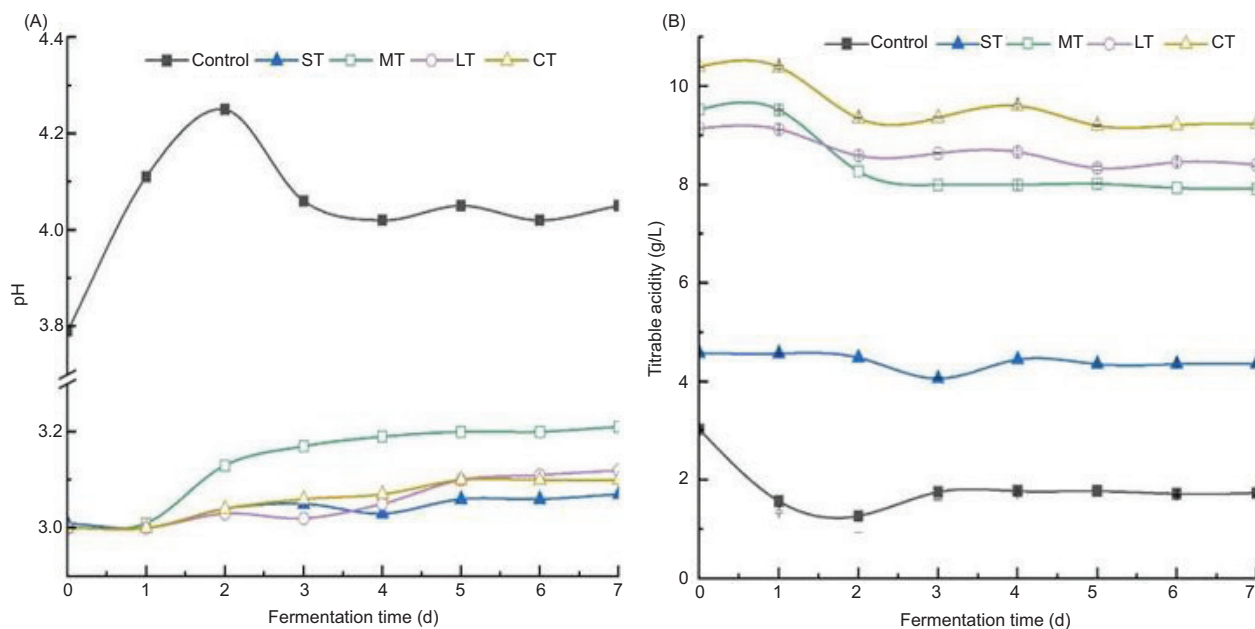 (A)
4.4
Control ST MT LT CT
4.2
4.0
3.8
3.2
3.0
pH
0 1 2 3 4 5 6 7
Fermentation time (d)
(B)
Control ST MT LT CT
10
8
6
4
2
0
Titrable acidity (g/L)
0 1 2 3 4 5 6 7
Fermentation time (d)